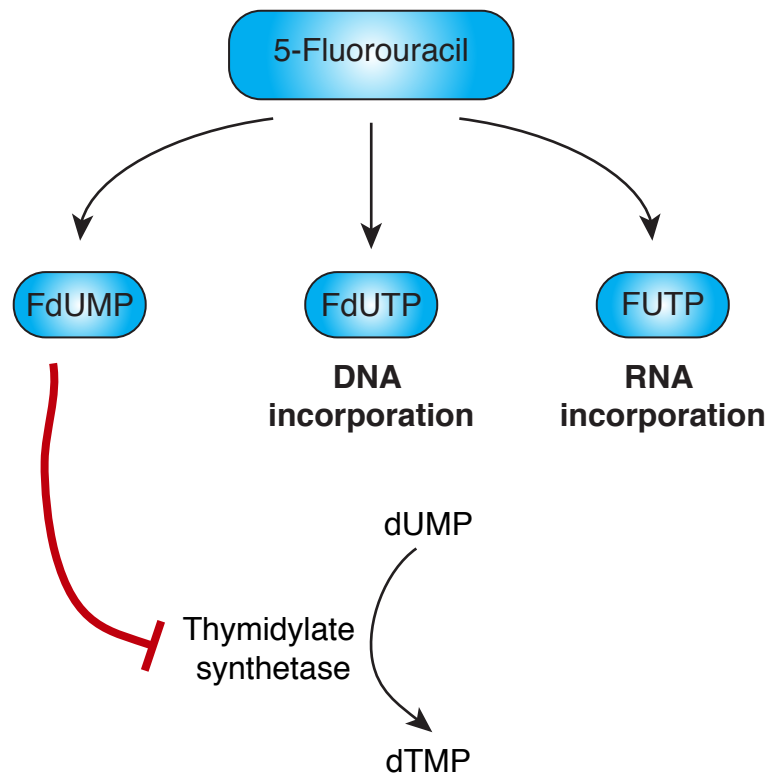 5-Fluorouracil
FdUMP
FdUTP
FUTP
DNA
incorporation
RNA
incorporation
dUMP
Thymidylate
synthetase
dTMP